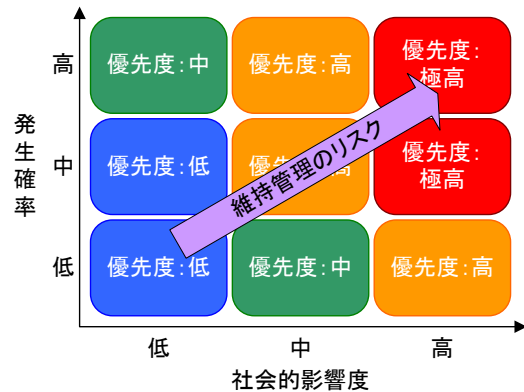 高
優先度:中
優先度:高
優先度:
極高
発生確率
中
優先度:低
高
優先度:
極高
維持管理のリスク
低
優先度:低
優先度:中
優先度:高
低
中
高
社会的影響度